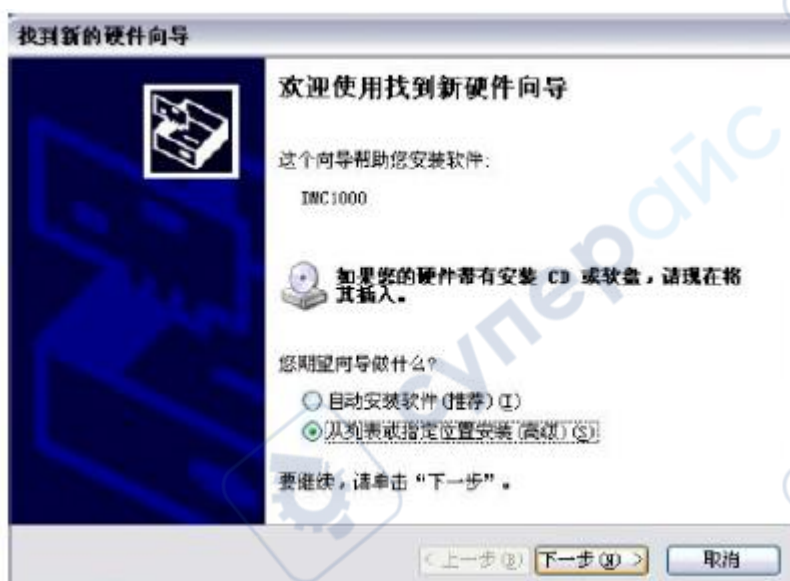 找到新的硬件向导
欢迎使用找到新硬件向导
这个向导帮助您安装软件:
IMC1000
如果您的硬件带有安装 CD 或软盘，请现在将
其插入。
您期望向导做什么?
自动安装软件(推荐)(I)
从列表或指定位置安装(高级)(S)
要继续，请单击“下一步”。
< 上一步(B)
下一步(N) >
取消
суперайс